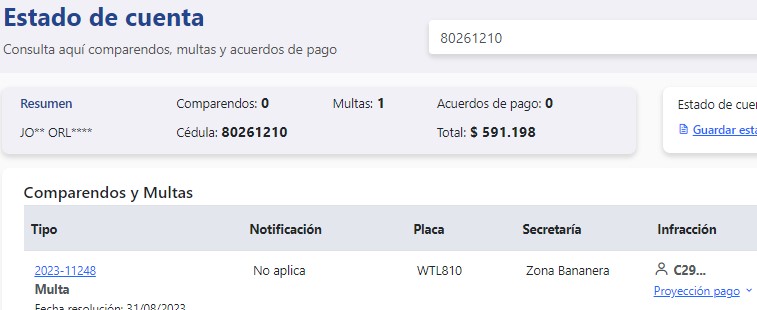 Estado de cuenta
Consulta aquí comparendos, multas y acuerdos de pago
80261210
Resumen Comparendos: 0 Multas: 1 Acuerdos de pago: 0
JO** ORL**** Cédula: 80261210 Total: $ 591.198
Estado de cue
Guardar est
Comparendos y Multas
Tipo Notificación Placa Secretaría Infracción
2023-11248 No aplica WTL810 Zona Bananera C29...
Multa Proyección pago
Fecha resolución: 31/08/2023